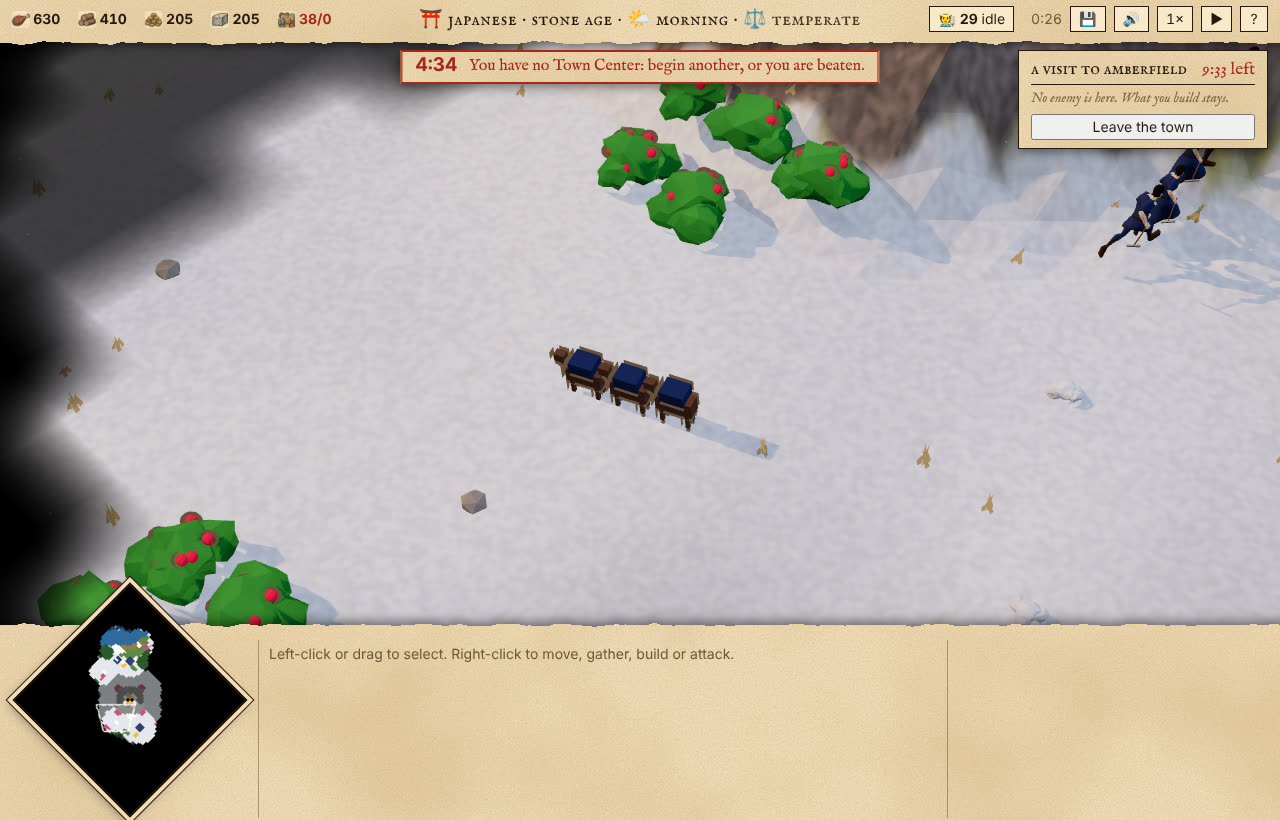 630 410 205 205 38/0 JAPANESE · STONE AGE · MORNING · TEMPERATE 29 idle 0:26 1× ?
4:34 You have no Town Center: begin another, or you are beaten.
A VISIT TO AMBERFIELD 9:33 left
No enemy is here. What you build stays.
Leave the town
Left-click or drag to select. Right-click to move, gather, build or attack.